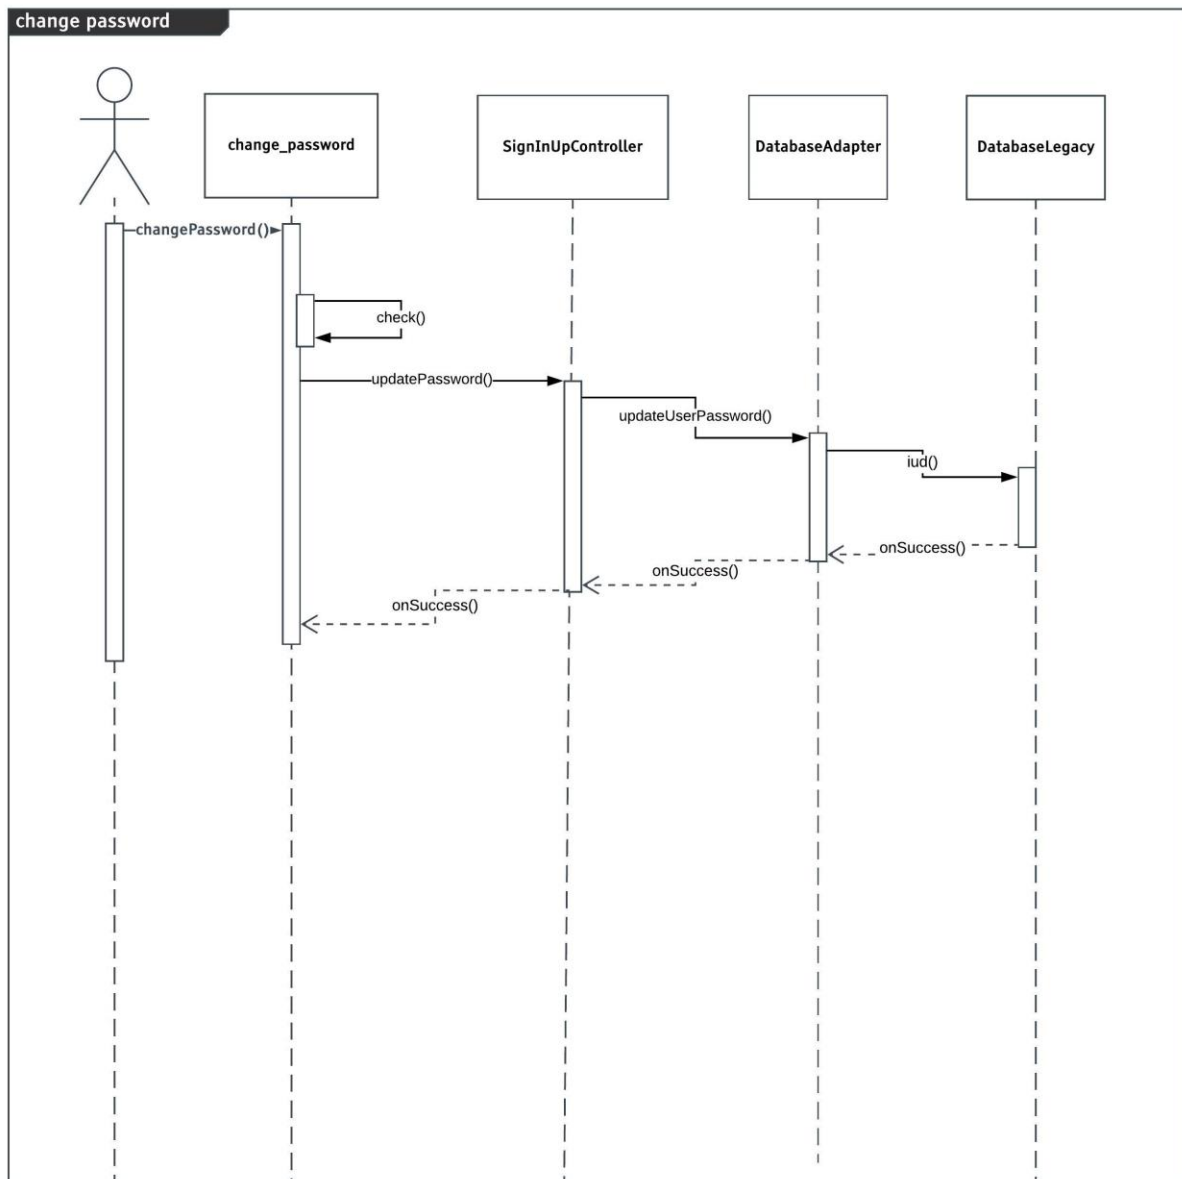 change password
change_password
SignInUpController
DatabaseAdapter
DatabaseLegacy
changePassword()
check()
updatePassword()
updateUserPassword()
iud()
onSuccess()
onSuccess()
onSuccess()